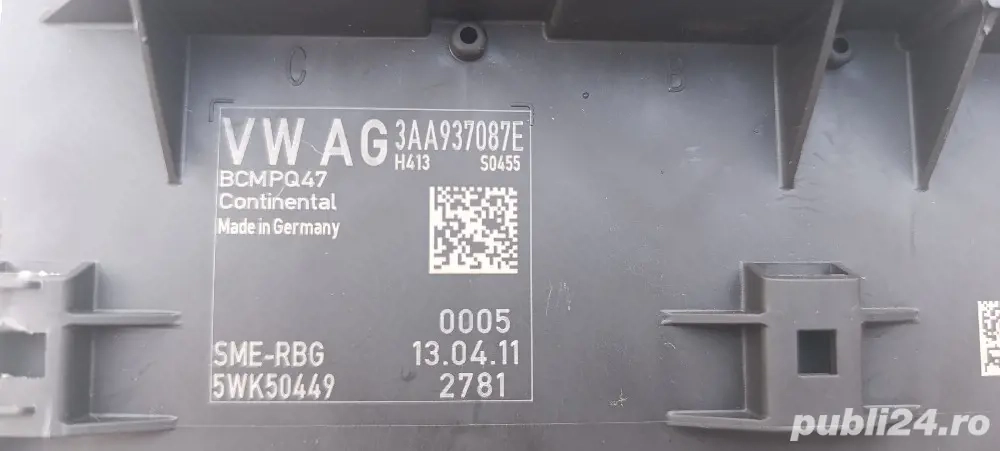 C
B
VW AG 3AA937087E
H413 S0455
BCMPQ47
Continental
Made in Germany
0005
SME-RBG 13.04.11
5WK50449 2781
publi24.ro